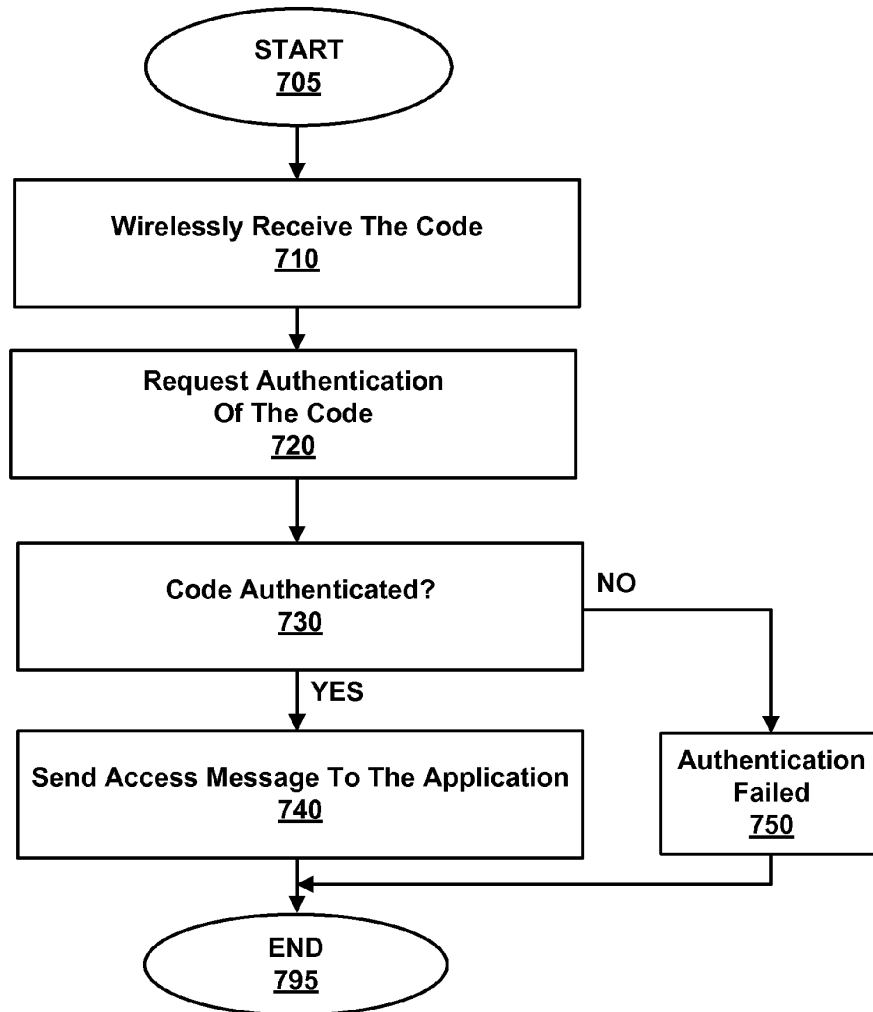 START
705
Wirelessly Receive The Code
710
Request Authentication
Of The Code
720
Code Authenticated?
730
NO
YES
Send Access Message To The Application
740
Authentication
Failed
750
END
795